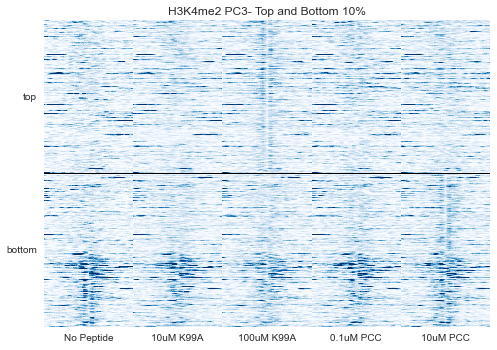 H3K4me2 PC3- Top and Bottom 10%
top
bottom
No Peptide 10uM K99A 100uM K99A 0.1uM PCC 10uM PCC